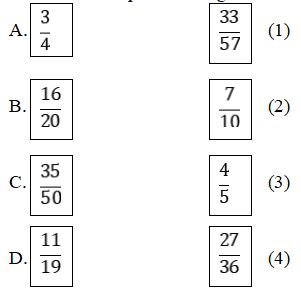 A. 3/4 33/57 (1)
B. 16/20 7/10 (2)
C. 35/50 4/5 (3)
D. 11/19 27/36 (4)